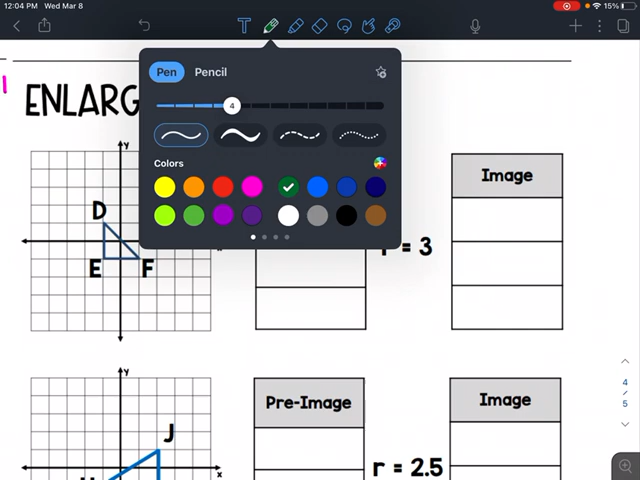 12:04 PM Wed Mar 8
15%
T
Pen
Pencil
4
Colors
ENLARG
y
D
E
F
Image
= 3
4
5
y
J
x
Pre-Image
Image
r = 2.5